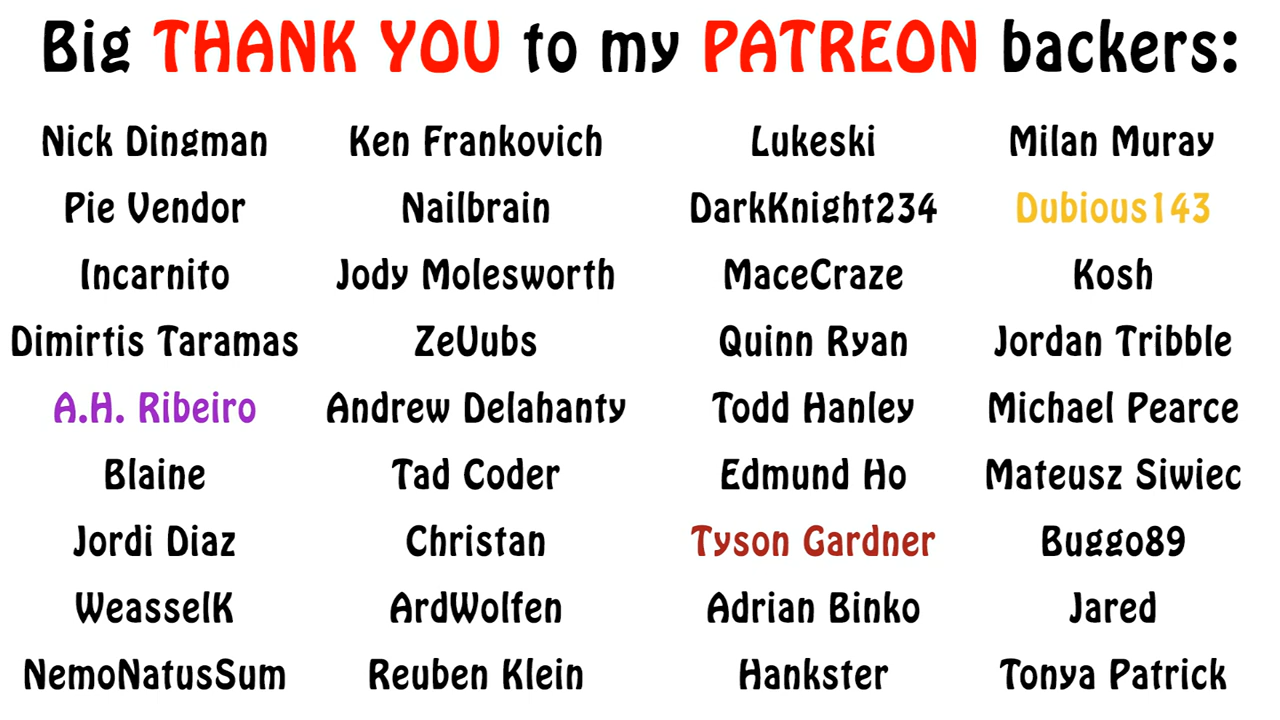 Big THANK YOU to my PATREON backers:
Nick Dingman Ken Frankovich Lukeski Milan Muray
Pie Vendor Nailbrain DarkKnight234 Dubious143
Incarnito Jody Molesworth MaceCraze Kosh
Dimirtis Taramas ZeVubs Quinn Ryan Jordan Tribble
A.H. Ribeiro Andrew Delahanty Todd Hanley Michael Pearce
Blaine Tad Coder Edmund Ho Mateusz Siwiec
Jordi Diaz Christan Tyson Gardner Buggo89
WeasselK ArdWolfen Adrian Binko Jared
NemoNatusSum Reuben Klein Hankster Tonya Patrick